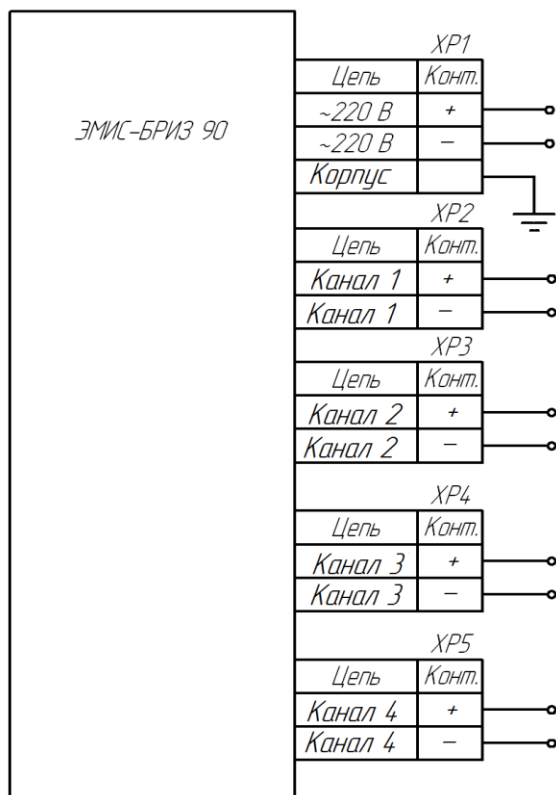 ЭМИС-БРИЗ 90
XP1
Цепь Конт.
~220 В +
~220 В −
Корпус
XP2
Цепь Конт.
Канал 1 +
Канал 1 −
XP3
Цепь Конт.
Канал 2 +
Канал 2 −
XP4
Цепь Конт.
Канал 3 +
Канал 3 −
XP5
Цепь Конт.
Канал 4 +
Канал 4 −